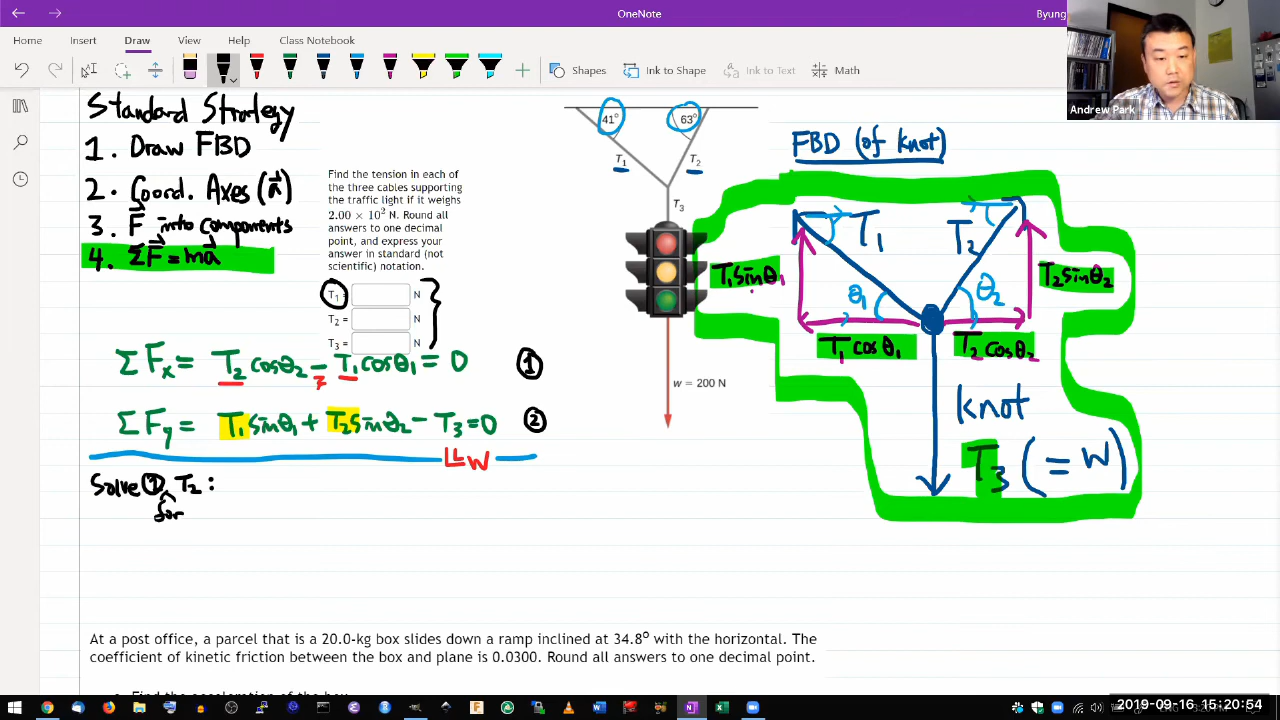 OneNote
Byung
Home
Insert
Draw
View
Help
Class Notebook
Shapes
Ink to Shape
Ink to Text
Math
Andrew Park
Standard Strategy
1. Draw FBD
2. Coord. Axes (a⃗)
3. F⃗ into components
4. ΣF⃗ = ma⃗
Find the tension in each of
the three cables supporting
the traffic light if it weighs
2.00 × 10² N. Round all
answers to one decimal
point, and express your
answer in standard (not
scientific) notation.
T₁ = N
T₂ = N
T₃ = N
41°
63°
T₁
T₂
T₃
w = 200 N
FBD (of knot)
T₁
T₂
T₁sinθ₁
θ₁
θ₂
T₂sinθ₂
T₁cosθ₁
T₂cosθ₂
knot
T₃ (= W)
ΣFx = T₂cosθ₂ − T₁cosθ₁ = 0 ①
ΣFy = T₁sinθ₁ + T₂sinθ₂ − T₃ = 0 ②
W
Solve ① for T₂ :
At a post office, a parcel that is a 20.0-kg box slides down a ramp inclined at 34.8° with the horizontal. The
coefficient of kinetic friction between the box and plane is 0.0300. Round all answers to one decimal point.
2019-09-16 15:20:54